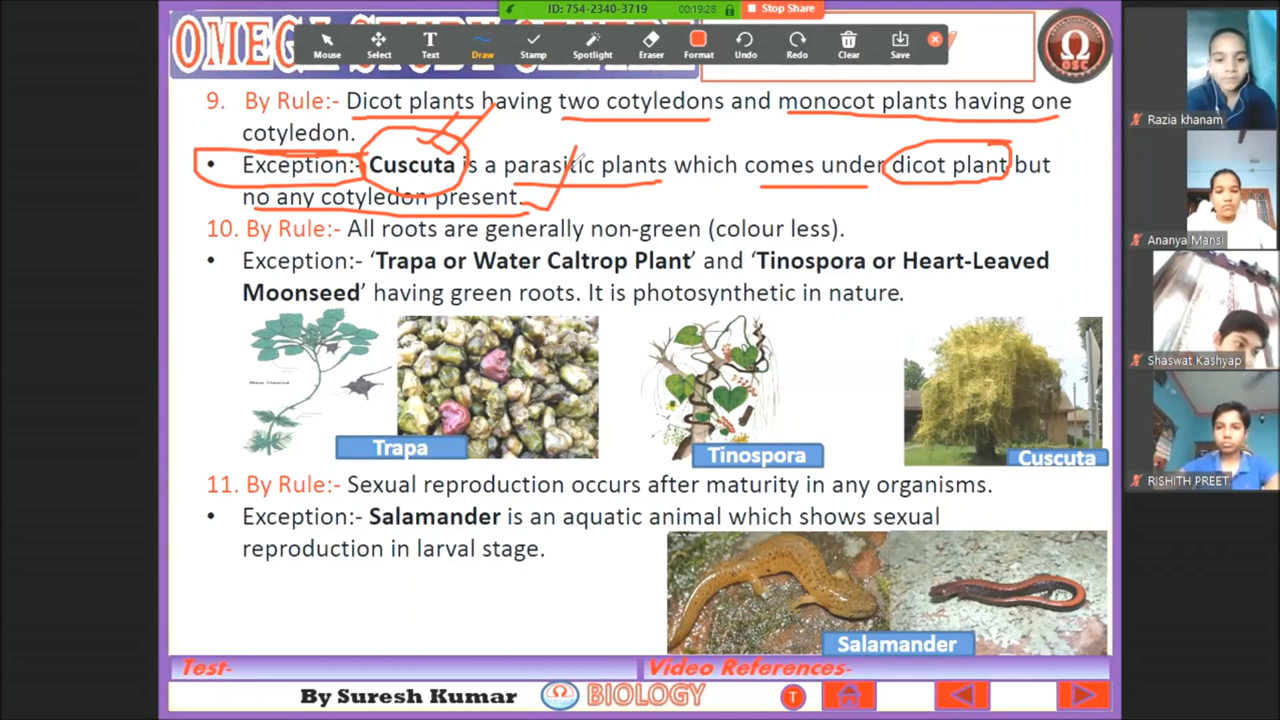 ID: 754-2340-3719 00:19:28 Stop Share
Mouse Select Text Draw Stamp Spotlight Eraser Format Undo Redo Clear Save
Ω
OSC
9. By Rule:- Dicot plants having two cotyledons and monocot plants having one
cotyledon.
• Exception:- Cuscuta is a parasitic plants which comes under dicot plant but
no any cotyledon present.
10. By Rule:- All roots are generally non-green (colour less).
• Exception:- ‘Trapa or Water Caltrop Plant’ and ‘Tinospora or Heart-Leaved
Moonseed’ having green roots. It is photosynthetic in nature.
Trapa
Tinospora
Cuscuta
11. By Rule:- Sexual reproduction occurs after maturity in any organisms.
• Exception:- Salamander is an aquatic animal which shows sexual
reproduction in larval stage.
Salamander
Test- Video References-
By Suresh Kumar Ω BIOLOGY T
Razia khanam
Ananya Mansi
Shaswat Kashyap
RISHITH PREET